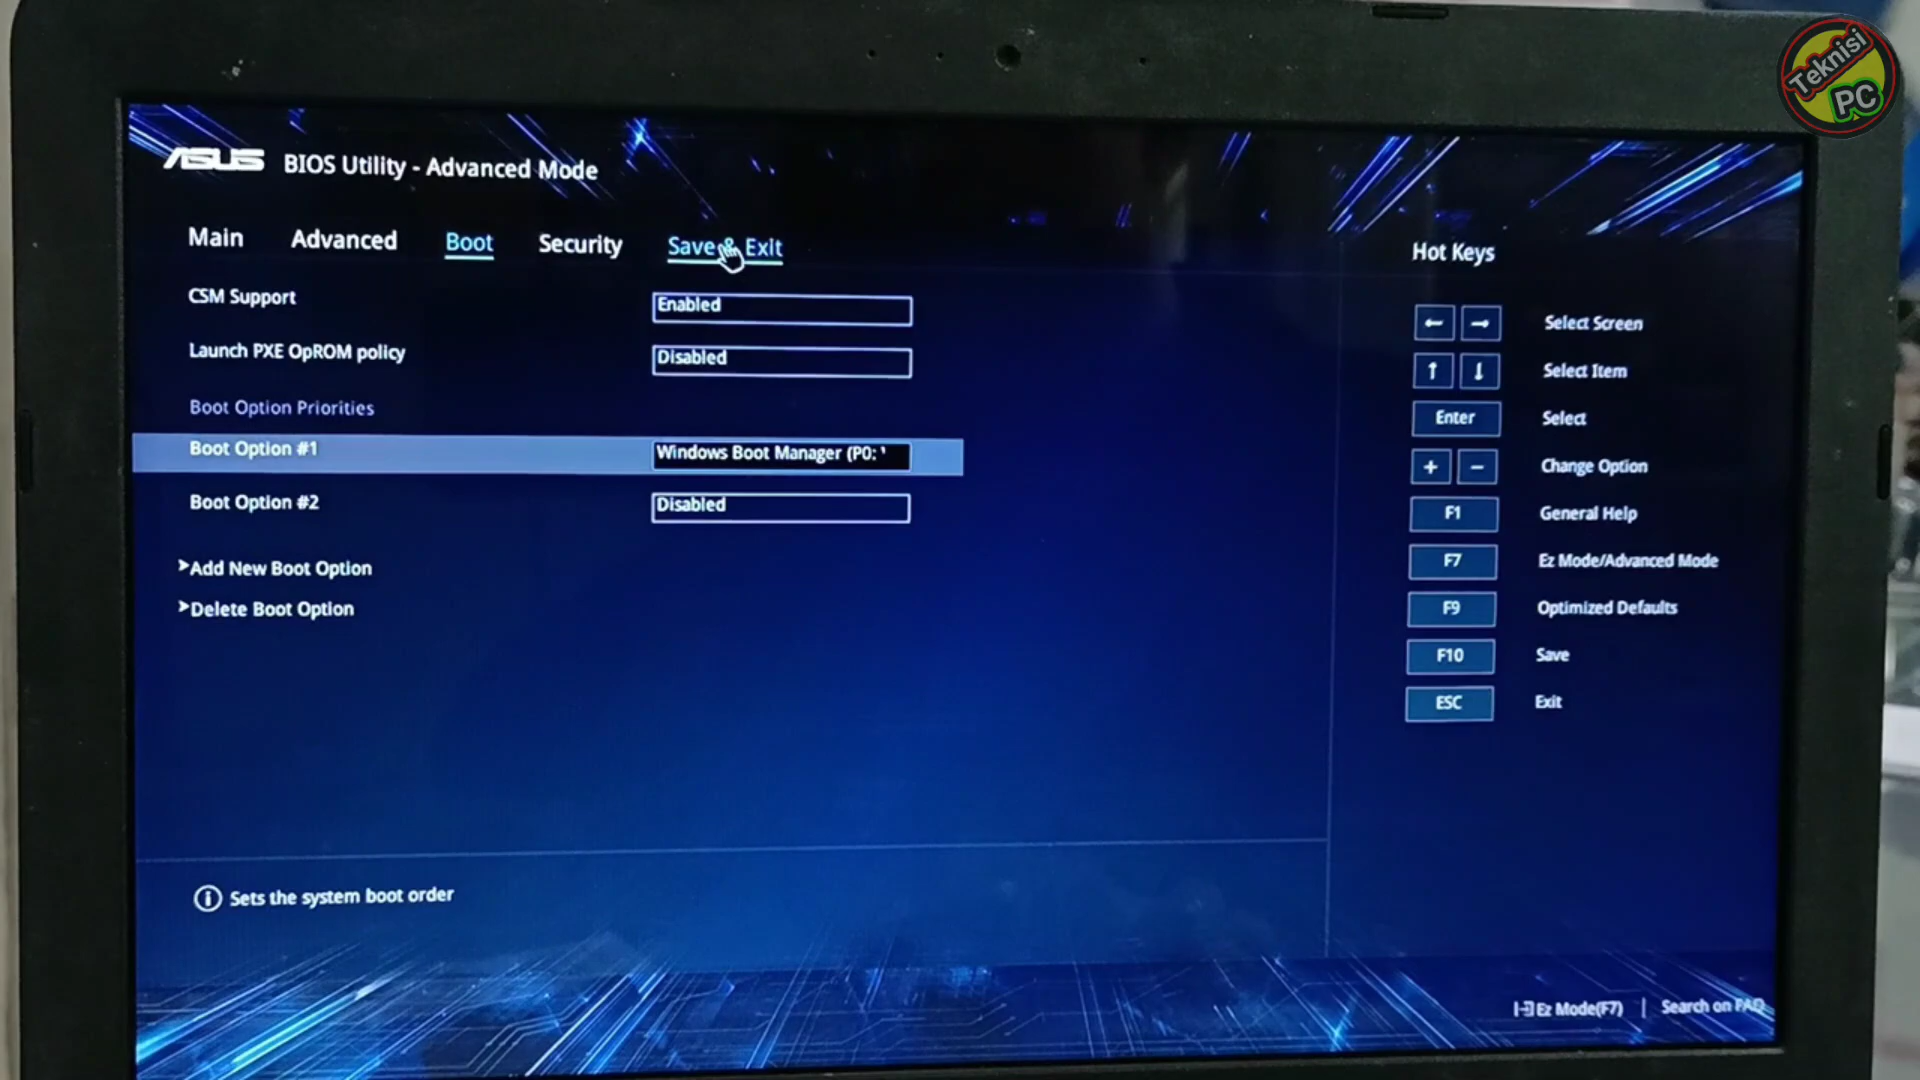 Teknisi
PC
ASUS BIOS Utility - Advanced Mode
Main Advanced Boot Security Save & Exit
CSM Support Enabled
Launch PXE OpROM policy Disabled
Boot Option Priorities
Boot Option #1 Windows Boot Manager (P0:
Boot Option #2 Disabled
>Add New Boot Option
>Delete Boot Option
Sets the system boot order
Hot Keys
← → Select Screen
↑ ↓ Select Item
Enter Select
+ - Change Option
F1 General Help
F7 Ez Mode/Advanced Mode
F9 Optimized Defaults
F10 Save
ESC Exit
Ez Mode(F7) | Search on FAQ